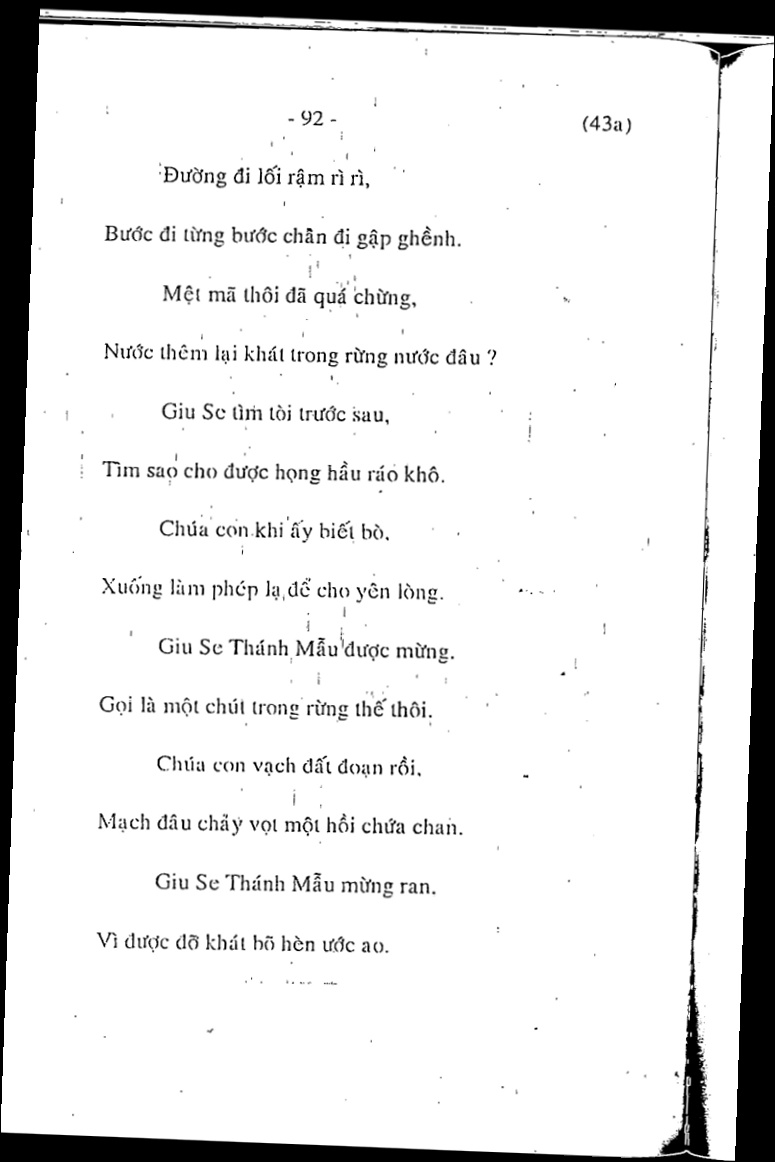 - 92 -
(43a)
Đường đi lối rậm rì rì,
Bước đi từng bước chân đi gập ghềnh.
Mệt mã thôi đã quá chừng,
Nước thêm lại khát trong rừng nước đâu ?
Giu Se tìm tòi trước sau,
Tìm sao cho được họng hầu ráo khô.
Chúa con khi ấy biết bò,
Xuống làm phép lạ để cho yên lòng.
Giu Se Thánh Mẫu được mừng.
Gọi là một chút trong rừng thế thôi.
Chúa con vạch đất đoạn rồi,
Mạch đâu chảy vọt một hồi chứa chan.
Giu Se Thánh Mẫu mừng ran.
Vì được đỡ khát bõ hèn ước ao.